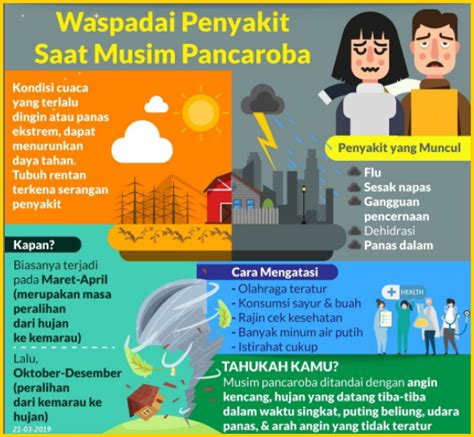 Waspadai Penyakit
Saat Musim Pancaroba
Kondisi cuaca
yang terlalu
dingin atau panas
ekstrem, dapat
menurunkan
daya tahan.
Tubuh rentan
terkena serangan
penyakit
Penyakit yang Muncul
Flu
Sesak napas
Gangguan
pencernaan
Dehidrasi
Panas dalam
Kapan?
Biasanya terjadi
pada Maret-April
(merupakan masa
peralihan
dari hujan
ke kemarau)
Lalu,
Oktober-Desember
(peralihan
dari kemarau ke
hujan)
21-03-2019
Cara Mengatasi
- Olahraga teratur
- Konsumsi sayur & buah
- Rajin cek kesehatan
- Banyak minum air putih
- Istirahat cukup
HEALTH
TAHUKAH KAMU?
Musim pancaroba ditandai dengan angin
kencang, hujan yang datang tiba-tiba
dalam waktu singkat, puting beliung, udara
panas, & arah angin yang tidak teratur